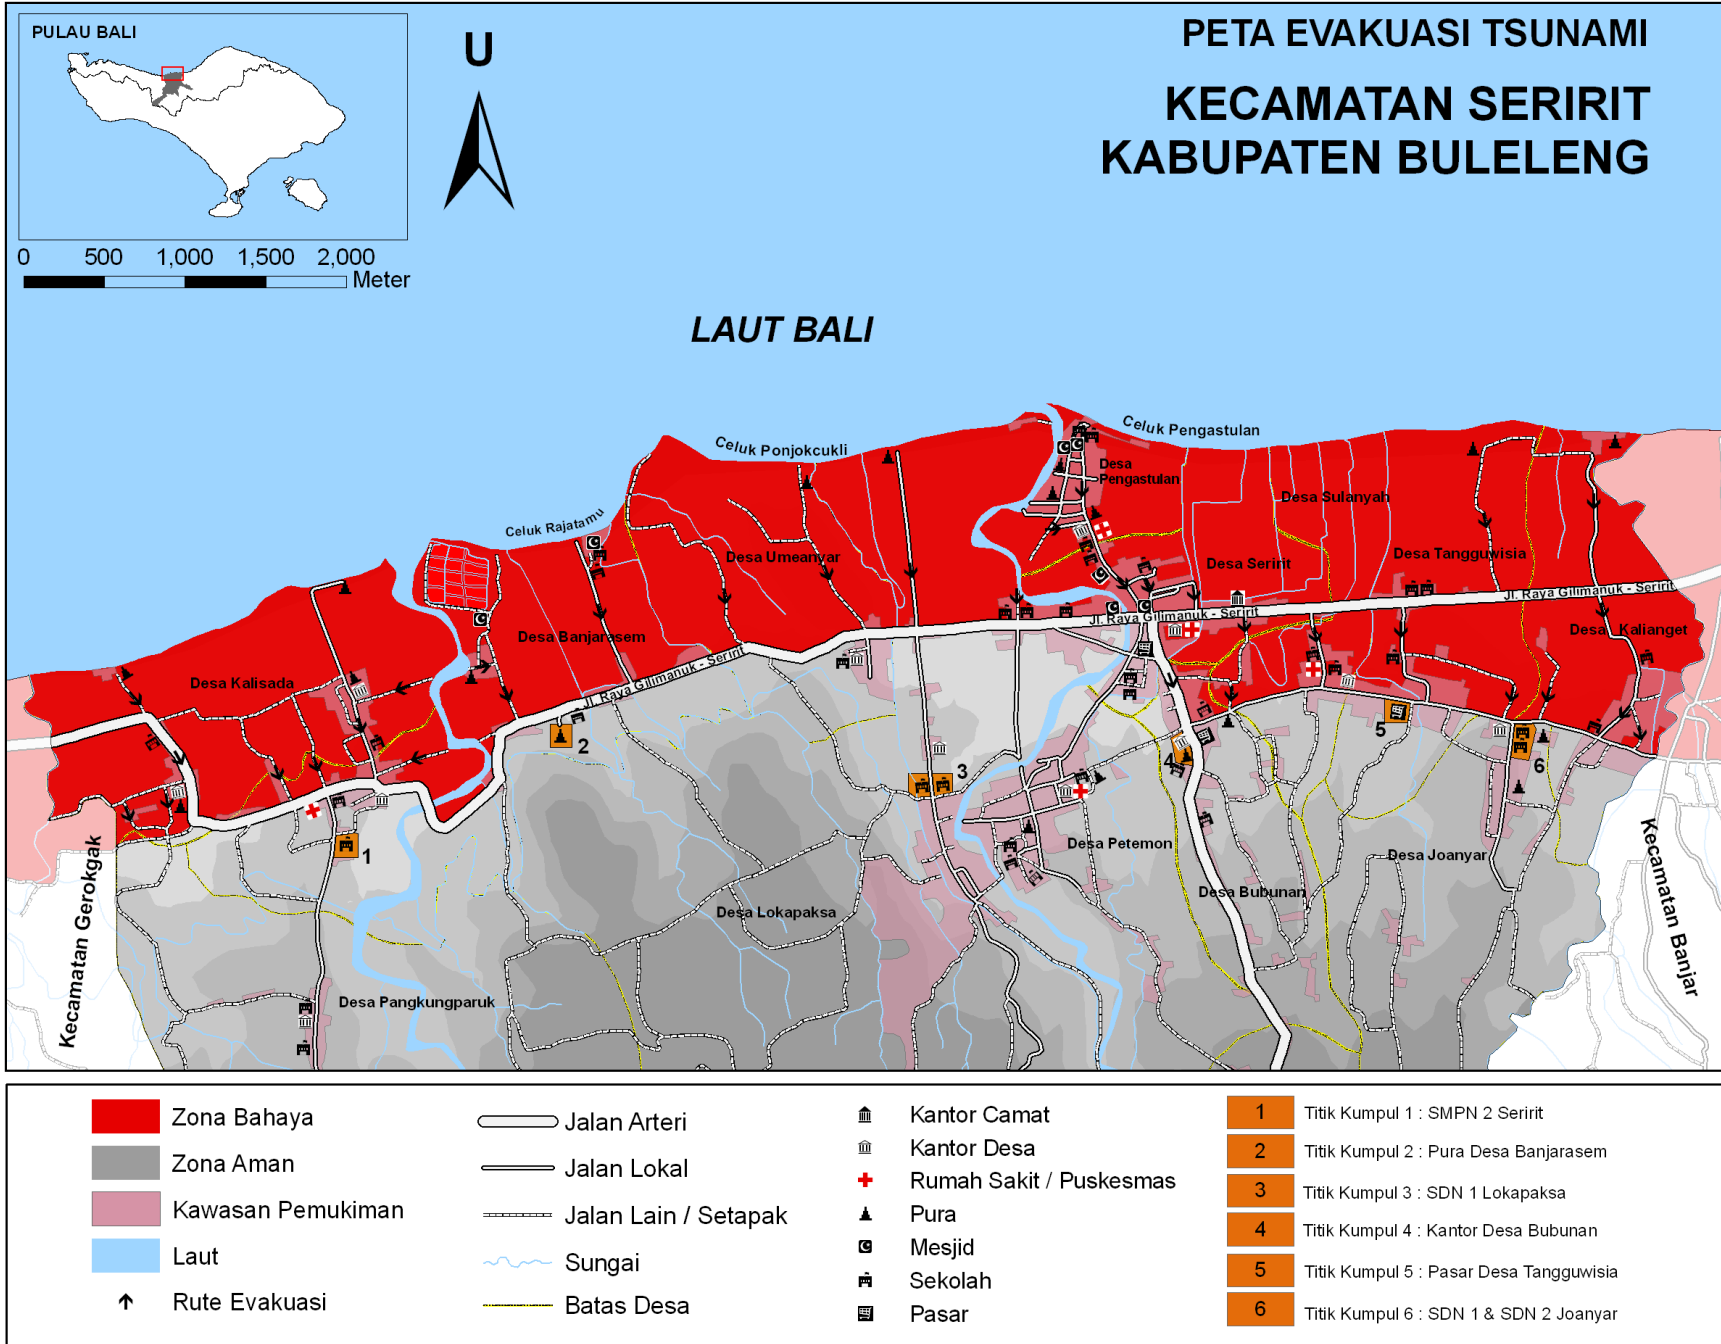 PULAU BALI
U
PETA EVAKUASI TSUNAMI
KECAMATAN SERIRIT
KABUPATEN BULELENG
0 500 1,000 1,500 2,000
Meter
LAUT BALI
Celuk Pengastulan
Celuk Ponjokcukli
Desa
Pengastulan
Desa Sulanyah
Celuk Rajatamu
Desa Umeanyar
Desa Seririt
Desa Tangguwisia
Jl. Raya Gilimanuk - Seririt
Jl. Raya Gilimanuk - Seririt
Desa Banjarasem
Desa Kalianget
Jl. Raya Gilimanuk - Seririt
Desa Kalisada
5
2
4
6
3
1
Desa Petemon
Desa Joanyar
Desa Bubunan
Desa Lokapaksa
Desa Pangkungparuk
Kecamatan Gerokgak
Kecamatan Banjar
Zona Bahaya
Zona Aman
Kawasan Pemukiman
Laut
Rute Evakuasi
Jalan Arteri
Jalan Lokal
Jalan Lain / Setapak
Sungai
Batas Desa
Kantor Camat
Kantor Desa
Rumah Sakit / Puskesmas
Pura
Mesjid
Sekolah
Pasar
1 Titik Kumpul 1 : SMPN 2 Seririt
2 Titik Kumpul 2 : Pura Desa Banjarasem
3 Titik Kumpul 3 : SDN 1 Lokapaksa
4 Titik Kumpul 4 : Kantor Desa Bubunan
5 Titik Kumpul 5 : Pasar Desa Tangguwisia
6 Titik Kumpul 6 : SDN 1 & SDN 2 Joanyar